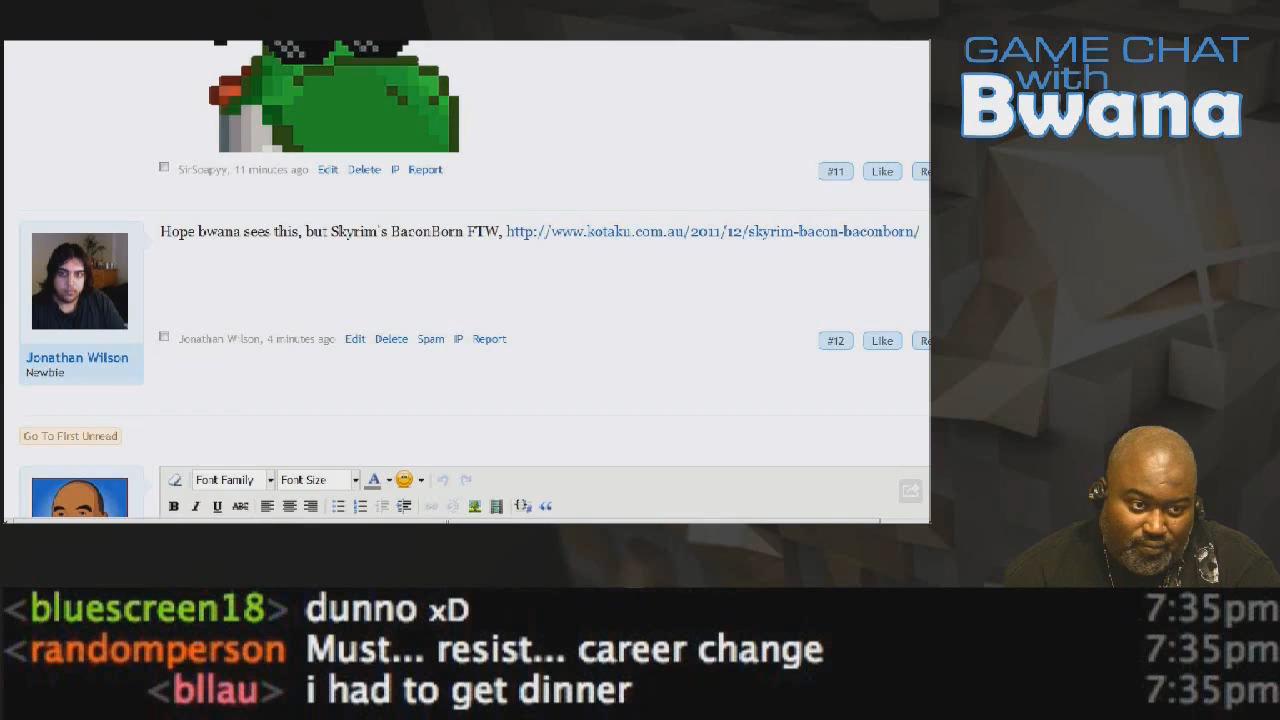 GAME CHAT
with
Bwana
SirSoapyy, 11 minutes ago Edit Delete IP Report
#11 Like Re
Hope bwana sees this, but Skyrim's BaconBorn FTW, http://www.kotaku.com.au/2011/12/skyrim-bacon-baconborn/
Jonathan Wilson, 4 minutes ago Edit Delete Spam IP Report
#12 Like Re
Jonathan Wilson
Newbie
Go To First Unread
Font Family Font Size A
B I U ABC
<bluescreen18> dunno xD 7:35pm
<randomperson Must... resist... career change 7:35pm
<bllau> i had to get dinner 7:35pm